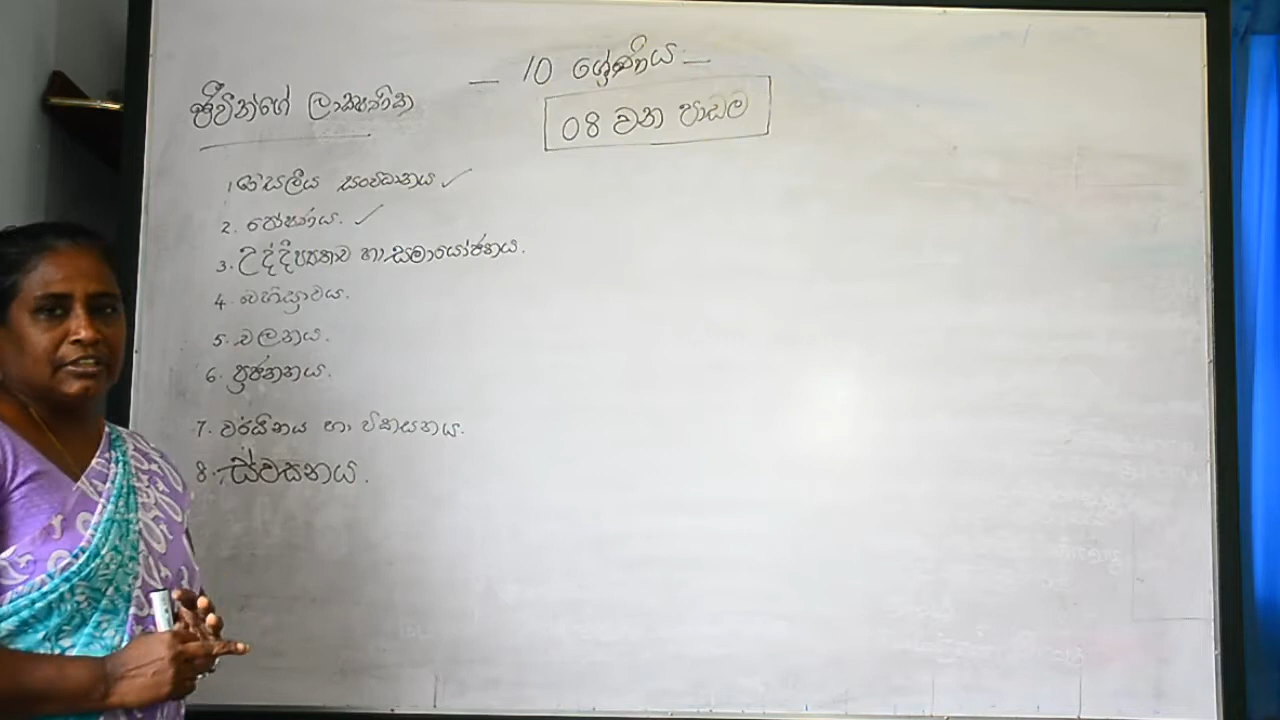 — 10 ශ්‍රේණිය —
ජීවීන්ගේ ලාක්ෂණික
08 වන පාඩම
1. සෛලීය සංවිධානය ✓
2. පෝෂණය. ✓
3. උද්දීප්‍යතාව හා සමායෝජනය.
4. බහිස්‍රාවය.
5. චලනය.
6. ප්‍රජනනය.
7. වර්ධනය හා විකසනය.
8. ස්වසනය.